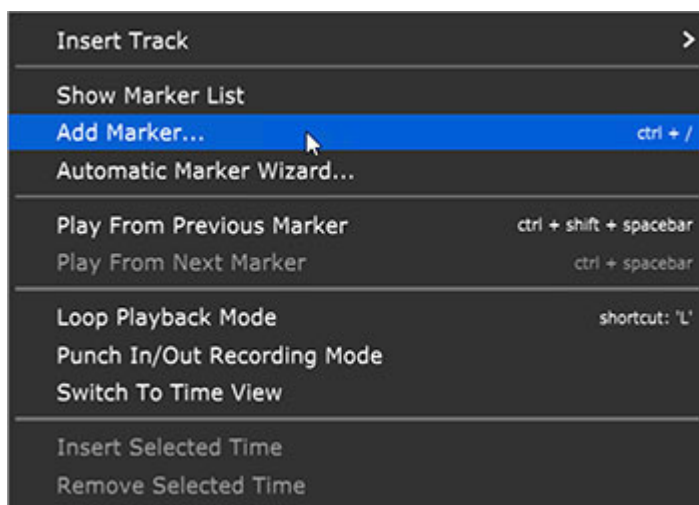 Insert Track
Show Marker List
Add Marker... ctrl + /
Automatic Marker Wizard...
Play From Previous Marker ctrl + shift + spacebar
Play From Next Marker ctrl + spacebar
Loop Playback Mode shortcut: 'L'
Punch In/Out Recording Mode
Switch To Time View
Insert Selected Time
Remove Selected Time